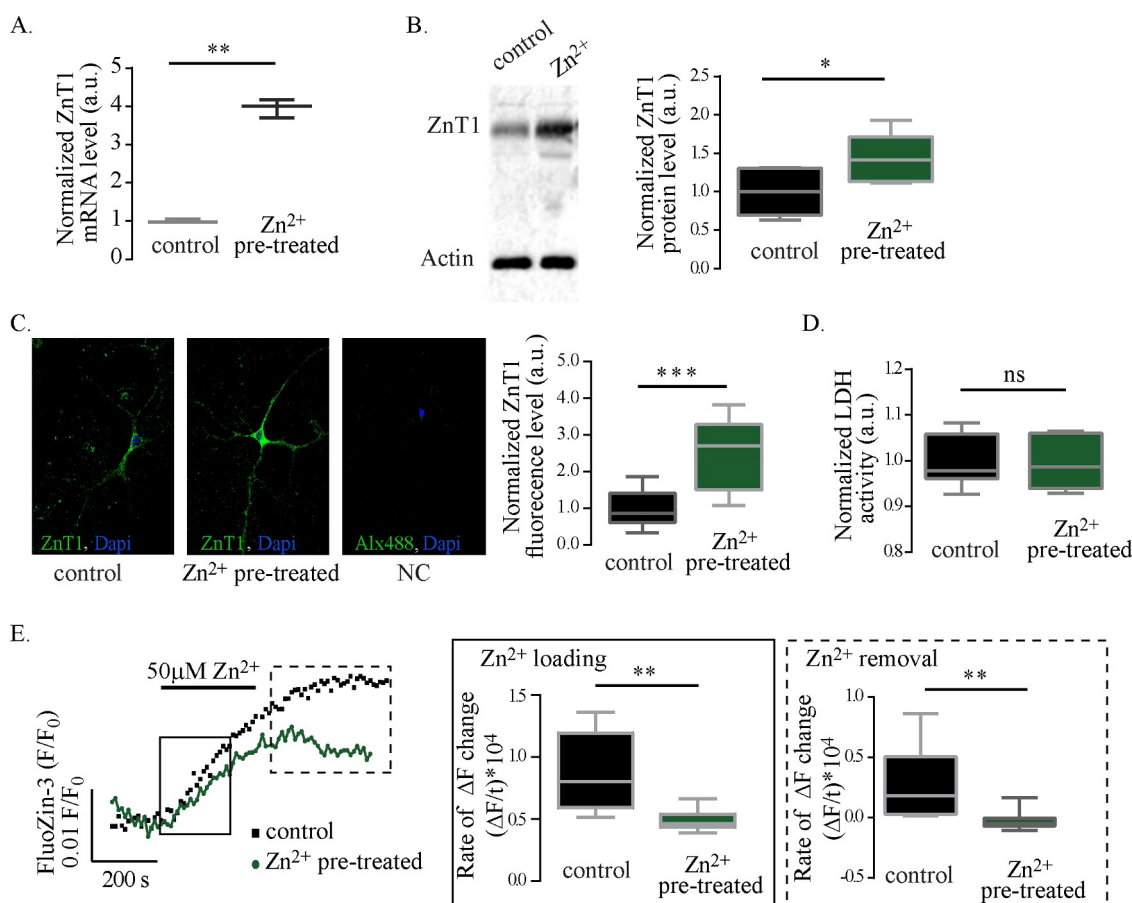 A.
**
Normalized ZnT1
mRNA level (a.u.)
5
4
3
2
1
0
control
Zn²⁺
pre-treated
B.
control
Zn²⁺
ZnT1
Actin
*
Normalized ZnT1
protein level (a.u.)
2.5
2.0
1.5
1.0
0.5
0.0
control
Zn²⁺
pre-treated
C.
ZnT1, Dapi
control
ZnT1, Dapi
Zn²⁺ pre-treated
Alx488, Dapi
NC
***
Normalized ZnT1
fluorecence level (a.u.)
5.0
4.0
3.0
2.0
1.0
0.0
control
Zn²⁺
pre-treated
D.
ns
Normalized LDH
activity (a.u.)
1.2
1.1
1.0
0.9
0.8
control
Zn²⁺
pre-treated
E.
50μM Zn²⁺
FluoZin-3 (F/F₀)
0.01 F/F₀
200 s
control
Zn²⁺ pre-treated
Zn²⁺ loading
**
Rate of ΔF change
(ΔF/t)*10⁴
1.5
1.0
0.5
0.0
control
Zn²⁺
pre-treated
Zn²⁺ removal
**
Rate of ΔF change
(ΔF/t)*10⁴
1.0
0.5
0.0
-0.5
control
Zn²⁺
pre-treated